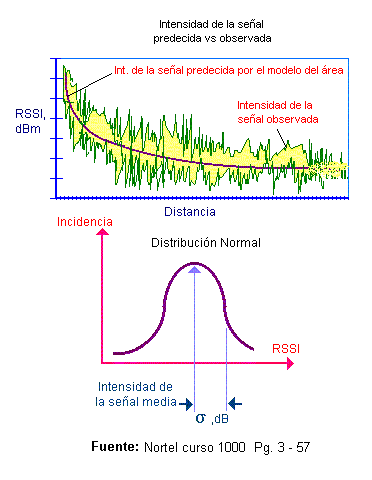 Intensidad de la señal
predecida vs observada
Int. de la señal predecida por el modelo del área
Intensidad de la
señal observada
RSSI,
dBm
Distancia
Incidencia
Distribución Normal
RSSI
Intensidad de
la señal media
σ ,dB
Fuente: Nortel curso 1000 Pg. 3 - 57